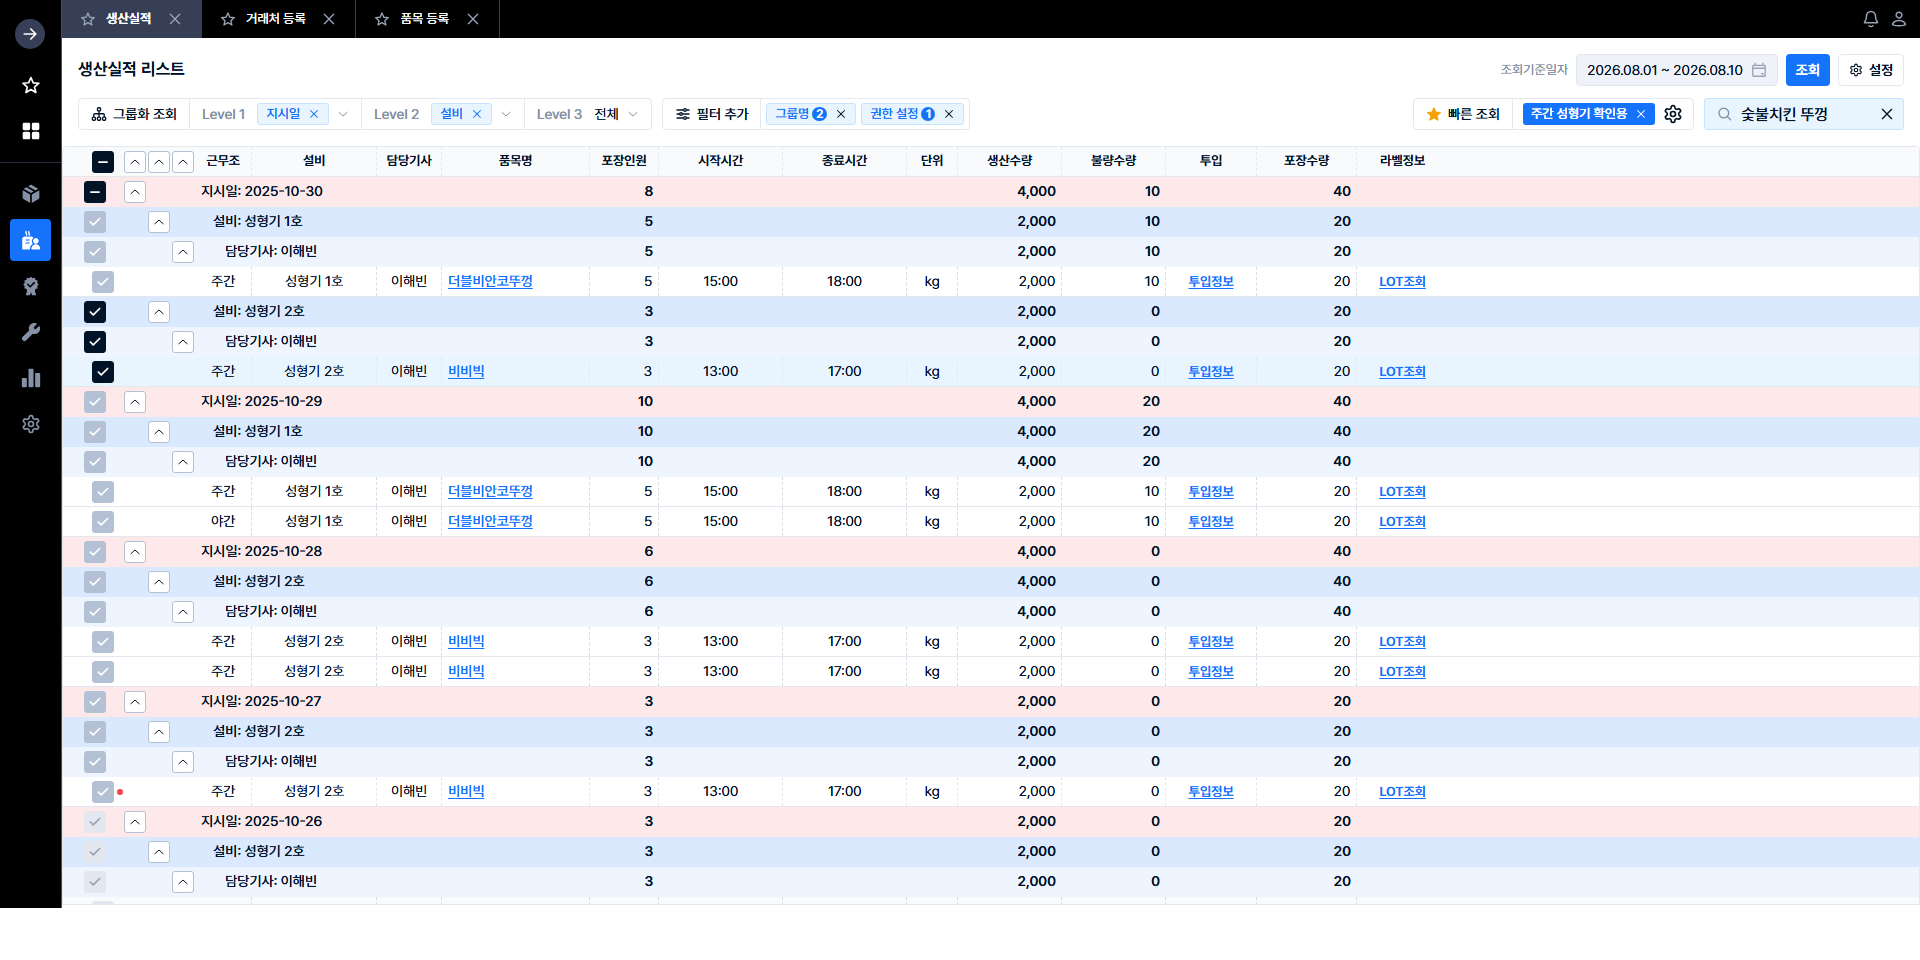 생산실적 거래처 등록 품목 등록
생산실적 리스트
조회기준일자 2026.08.01 ~ 2026.08.10 조회 설정
그룹화 조회 Level 1 지시일 Level 2 설비 Level 3 전체 필터 추가 그룹명 2 권한 설정 1 빠른 조회 주간 성형기 확인용 숯불치킨 뚜껑
근무조 설비 담당기사 품목명 포장인원 시작시간 종료시간 단위 생산수량 불량수량 투입 포장수량 라벨정보
지시일: 2025-10-30 8 4,000 10 40
설비: 성형기 1호 5 2,000 10 20
담당기사: 이해빈 5 2,000 10 20
주간 성형기 1호 이해빈 더블비안코뚜껑 5 15:00 18:00 kg 2,000 10 투입정보 20 LOT조회
설비: 성형기 2호 3 2,000 0 20
담당기사: 이해빈 3 2,000 0 20
주간 성형기 2호 이해빈 비비빅 3 13:00 17:00 kg 2,000 0 투입정보 20 LOT조회
지시일: 2025-10-29 10 4,000 20 40
설비: 성형기 1호 10 4,000 20 40
담당기사: 이해빈 10 4,000 20 40
주간 성형기 1호 이해빈 더블비안코뚜껑 5 15:00 18:00 kg 2,000 10 투입정보 20 LOT조회
야간 성형기 1호 이해빈 더블비안코뚜껑 5 15:00 18:00 kg 2,000 10 투입정보 20 LOT조회
지시일: 2025-10-28 6 4,000 0 40
설비: 성형기 2호 6 4,000 0 40
담당기사: 이해빈 6 4,000 0 40
주간 성형기 2호 이해빈 비비빅 3 13:00 17:00 kg 2,000 0 투입정보 20 LOT조회
주간 성형기 2호 이해빈 비비빅 3 13:00 17:00 kg 2,000 0 투입정보 20 LOT조회
지시일: 2025-10-27 3 2,000 0 20
설비: 성형기 2호 3 2,000 0 20
담당기사: 이해빈 3 2,000 0 20
주간 성형기 2호 이해빈 비비빅 3 13:00 17:00 kg 2,000 0 투입정보 20 LOT조회
지시일: 2025-10-26 3 2,000 0 20
설비: 성형기 2호 3 2,000 0 20
담당기사: 이해빈 3 2,000 0 20